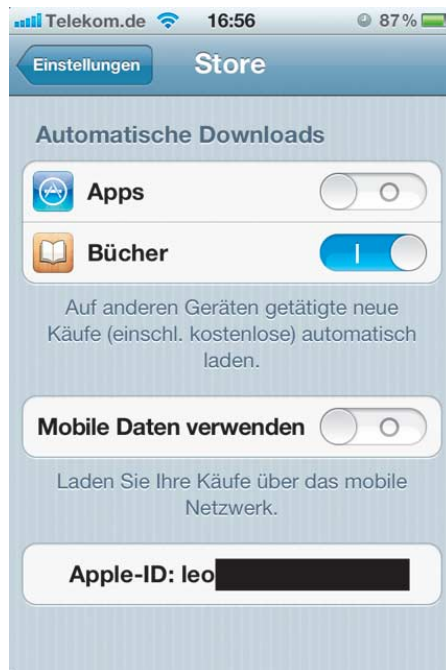 Telekom.de 16:56 87%
Einstellungen Store
Automatische Downloads
Apps
Bücher
Auf anderen Geräten getätigte neue
Käufe (einschl. kostenlose) automatisch
laden.
Mobile Daten verwenden
Laden Sie Ihre Käufe über das mobile
Netzwerk.
Apple-ID: leo